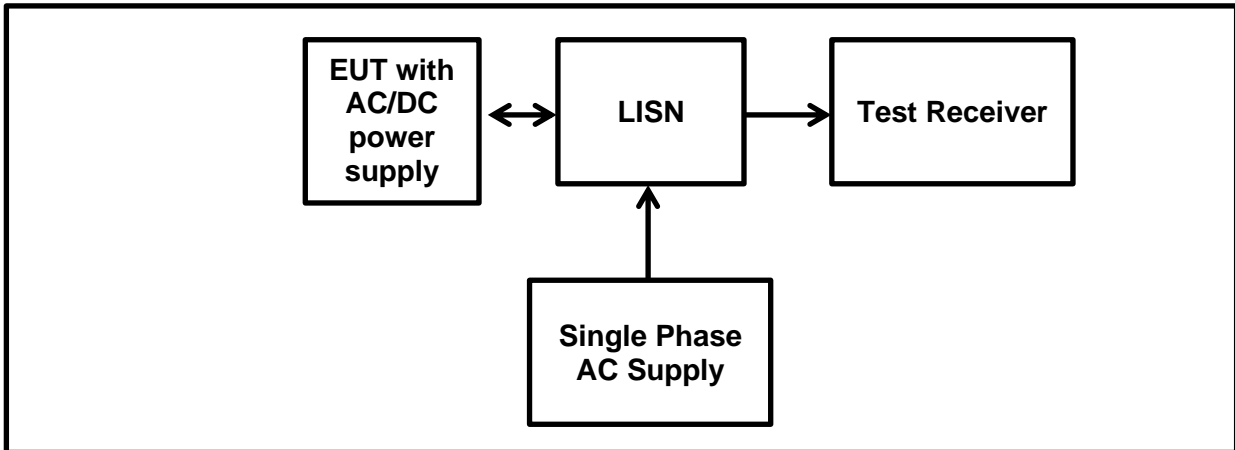 EUT with
AC/DC
power
supply
LISN
Test Receiver
Single Phase
AC Supply